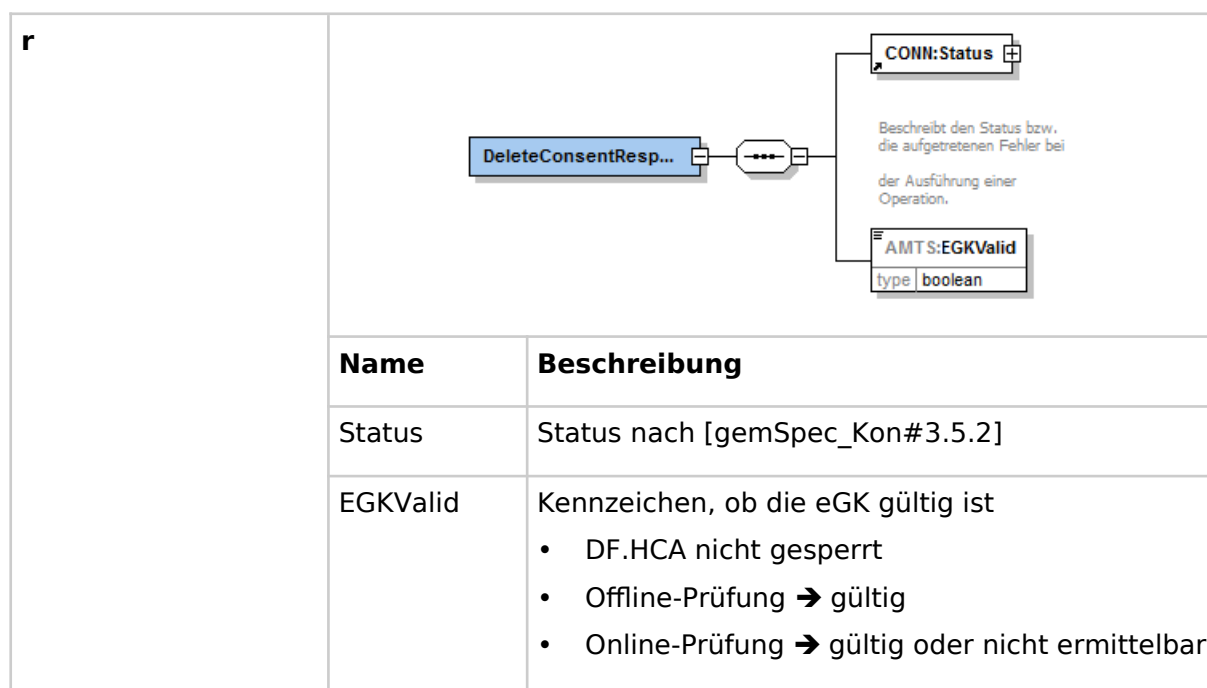 r
CONN:Status
Beschreibt den Status bzw.
die aufgetretenen Fehler bei
der Ausführung einer
Operation.
DeleteConsentResp...
AMTS:EGKValid
type boolean
Name Beschreibung
Status Status nach [gemSpec_Kon#3.5.2]
EGKValid Kennzeichen, ob die eGK gültig ist
• DF.HCA nicht gesperrt
• Offline-Prüfung ➔ gültig
• Online-Prüfung ➔ gültig oder nicht ermittelbar